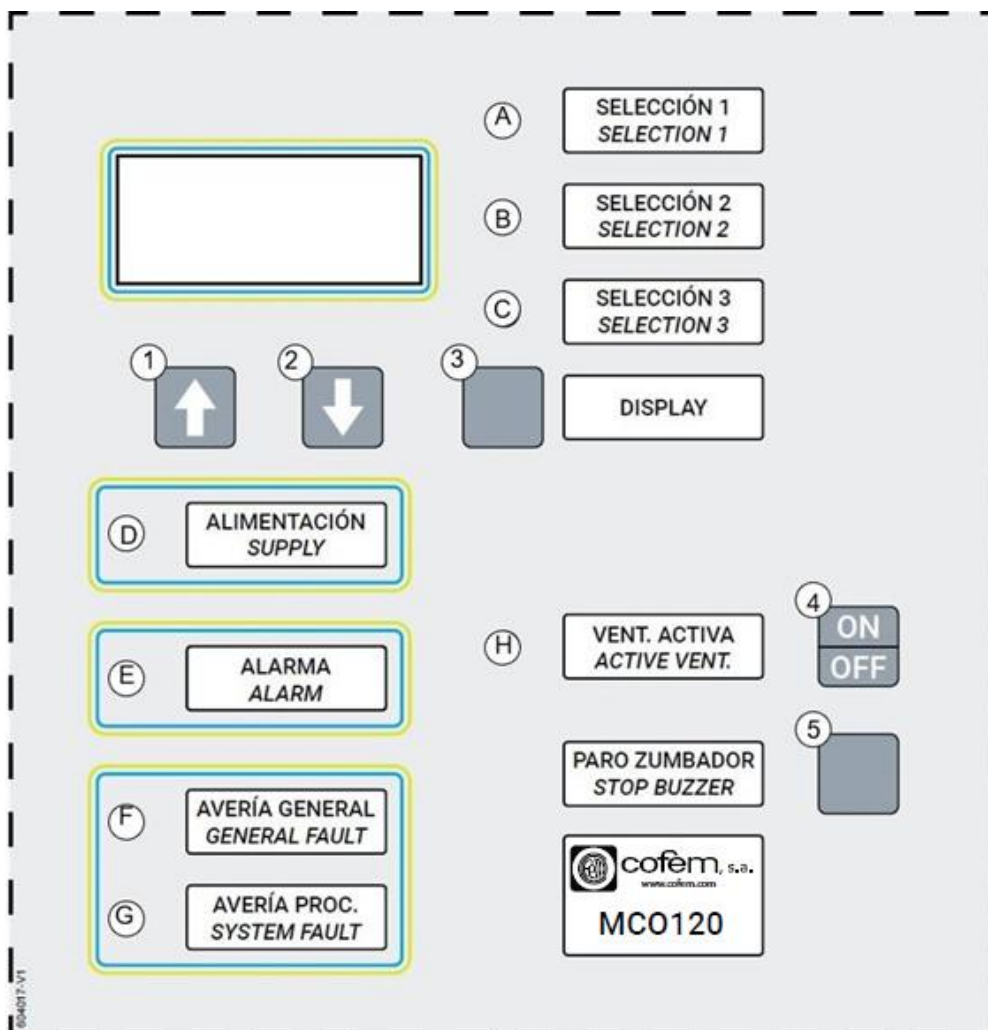 A
SELECCIÓN 1
SELECTION 1
B
SELECCIÓN 2
SELECTION 2
C
SELECCIÓN 3
SELECTION 3
1
2
3
DISPLAY
D
ALIMENTACIÓN
SUPPLY
E
ALARMA
ALARM
F
AVERÍA GENERAL
GENERAL FAULT
G
AVERÍA PROC.
SYSTEM FAULT
H
VENT. ACTIVA
ACTIVE VENT.
4
ON
OFF
PARO ZUMBADOR
STOP BUZZER
5
cofem, s.a.
www.cofem.com
MCO120
604017-V1